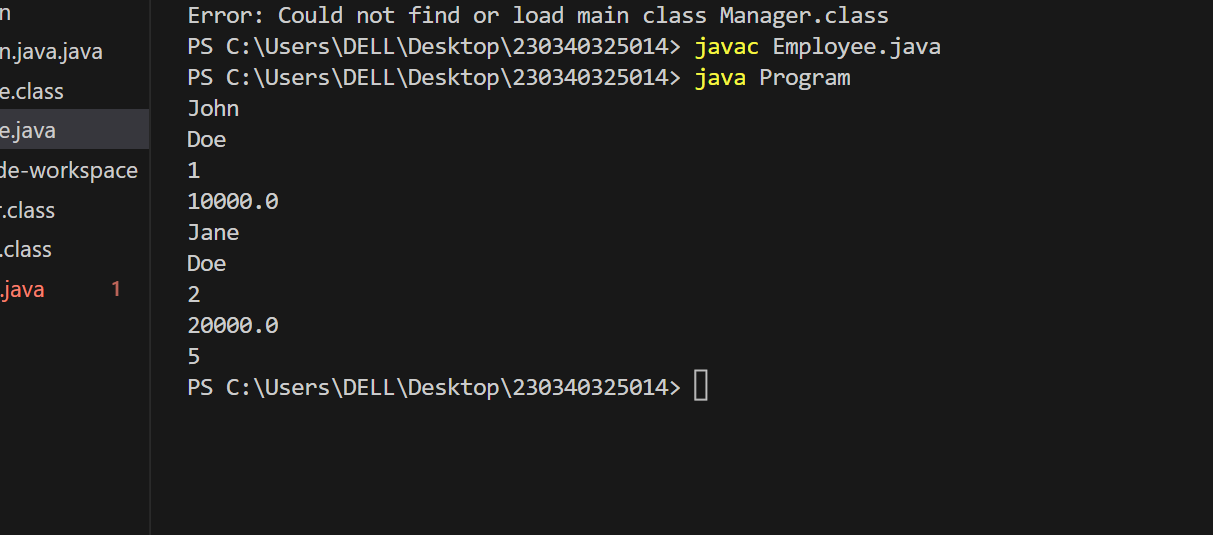 n
n.java.java
e.class
e.java
de-workspace
r.class
.class
.java 1
Error: Could not find or load main class Manager.class
PS C:\Users\DELL\Desktop\230340325014> javac Employee.java
PS C:\Users\DELL\Desktop\230340325014> java Program
John
Doe
1
10000.0
Jane
Doe
2
20000.0
5
PS C:\Users\DELL\Desktop\230340325014>